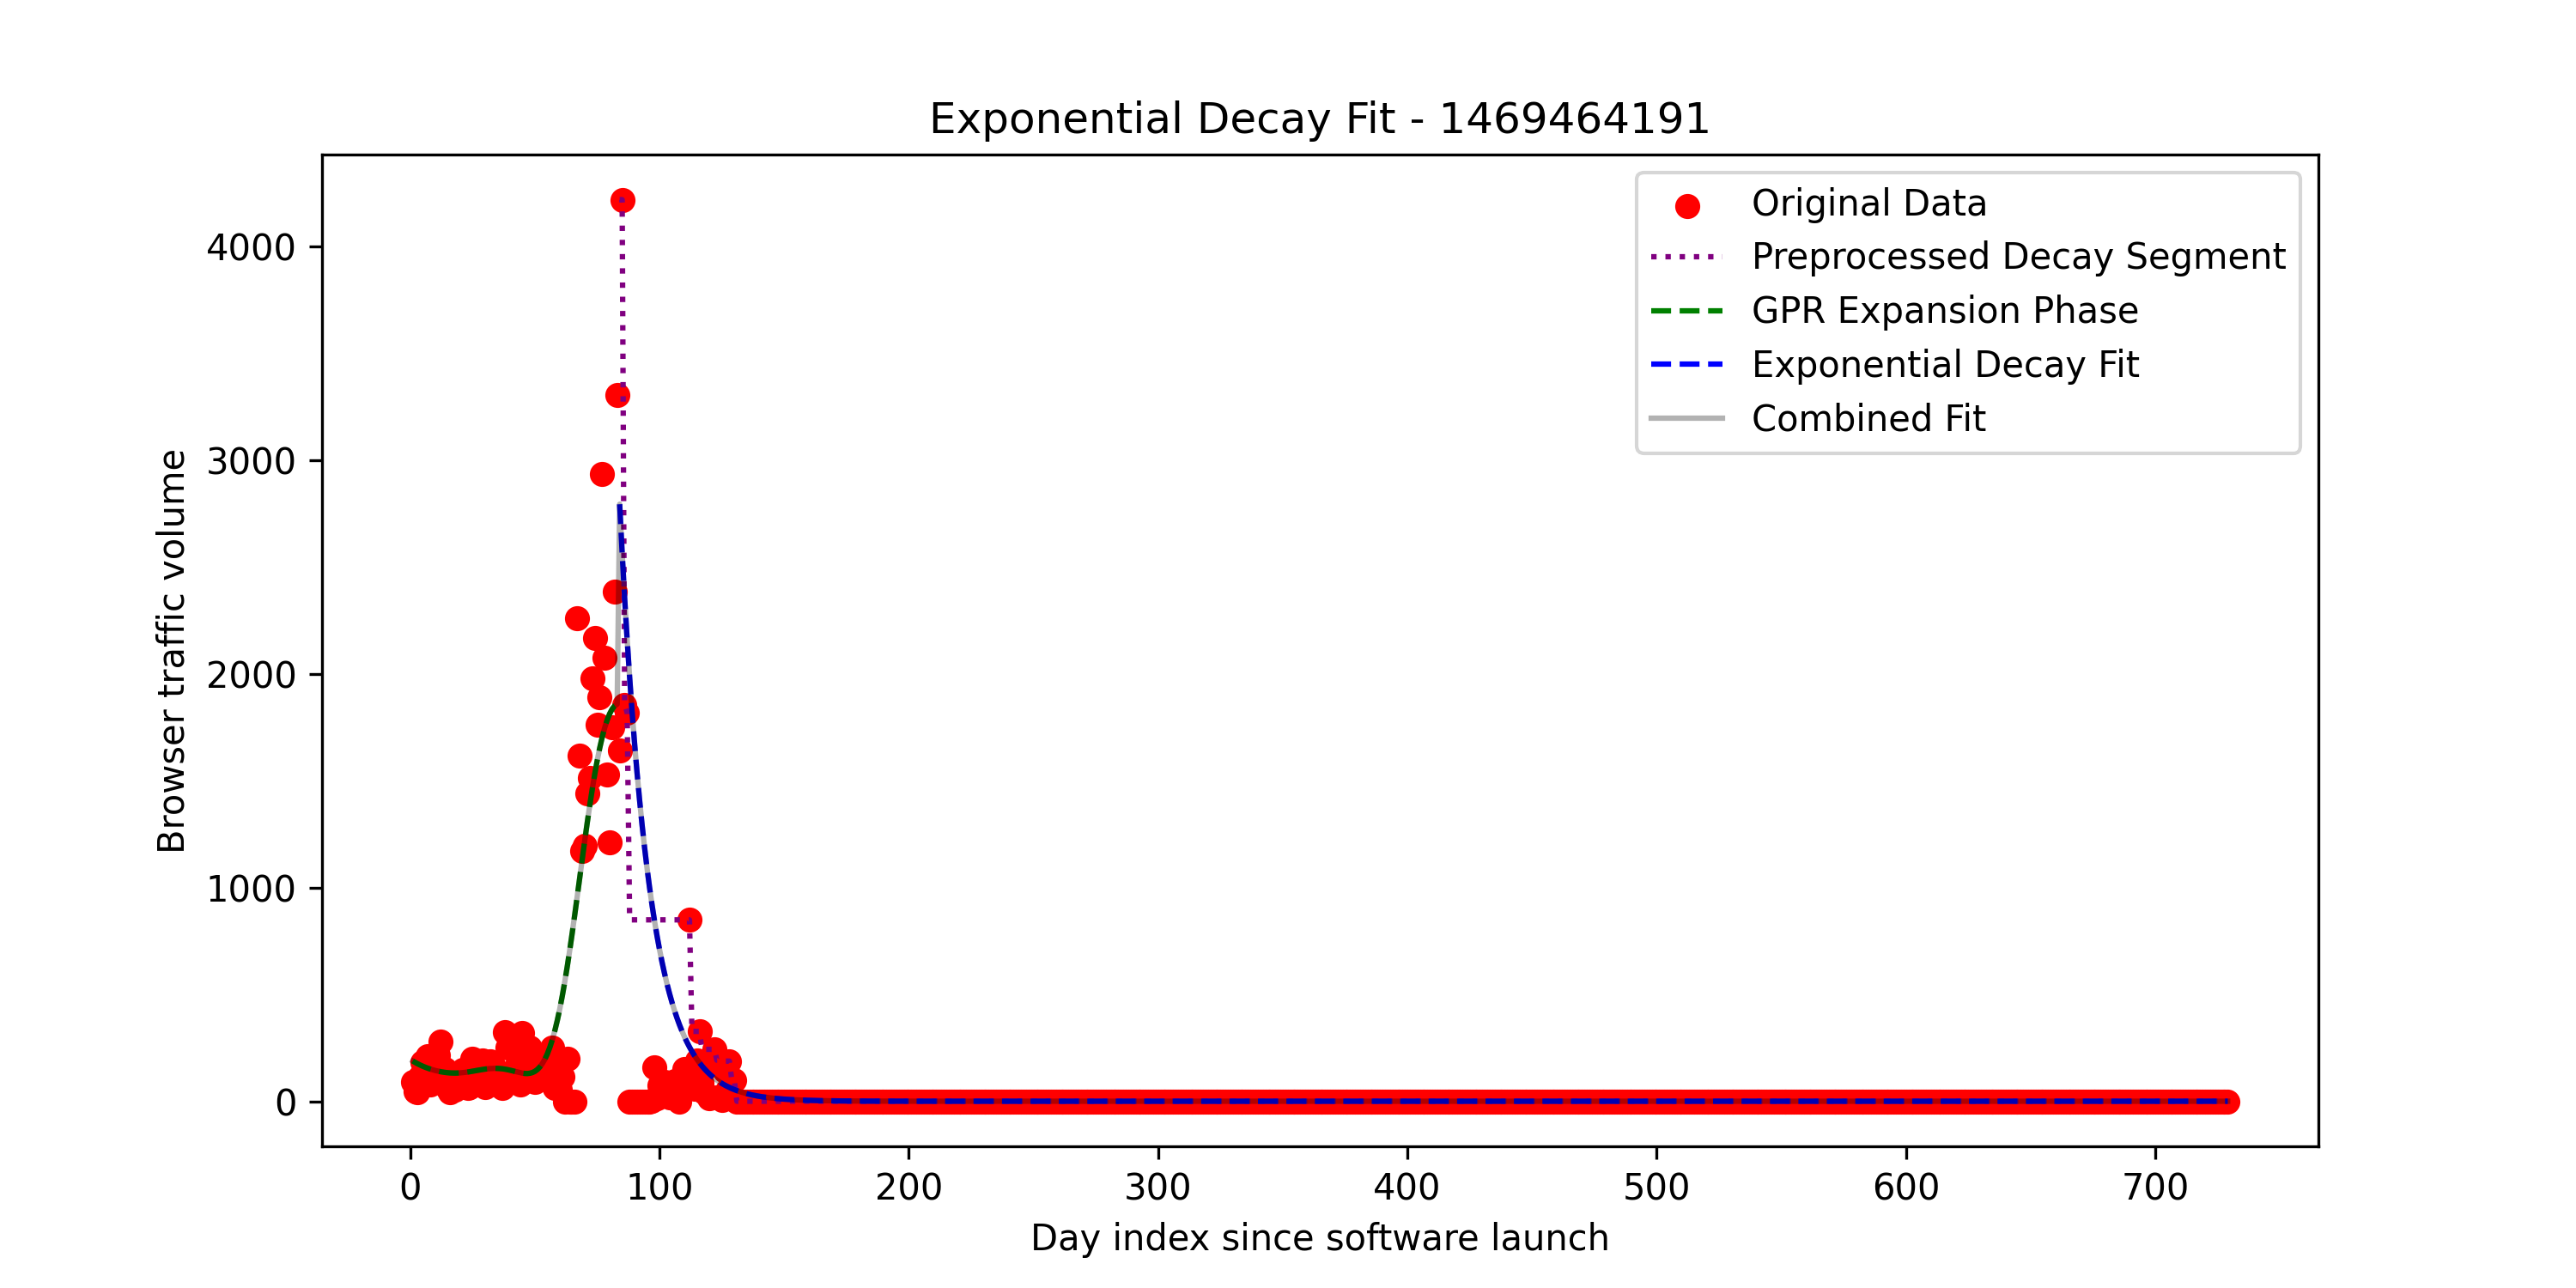 Exponential Decay Fit - 1469464191
Original Data
Preprocessed Decay Segment
GPR Expansion Phase
Exponential Decay Fit
Combined Fit
Browser traffic volume
4000
3000
2000
1000
0
0 100 200 300 400 500 600 700
Day index since software launch